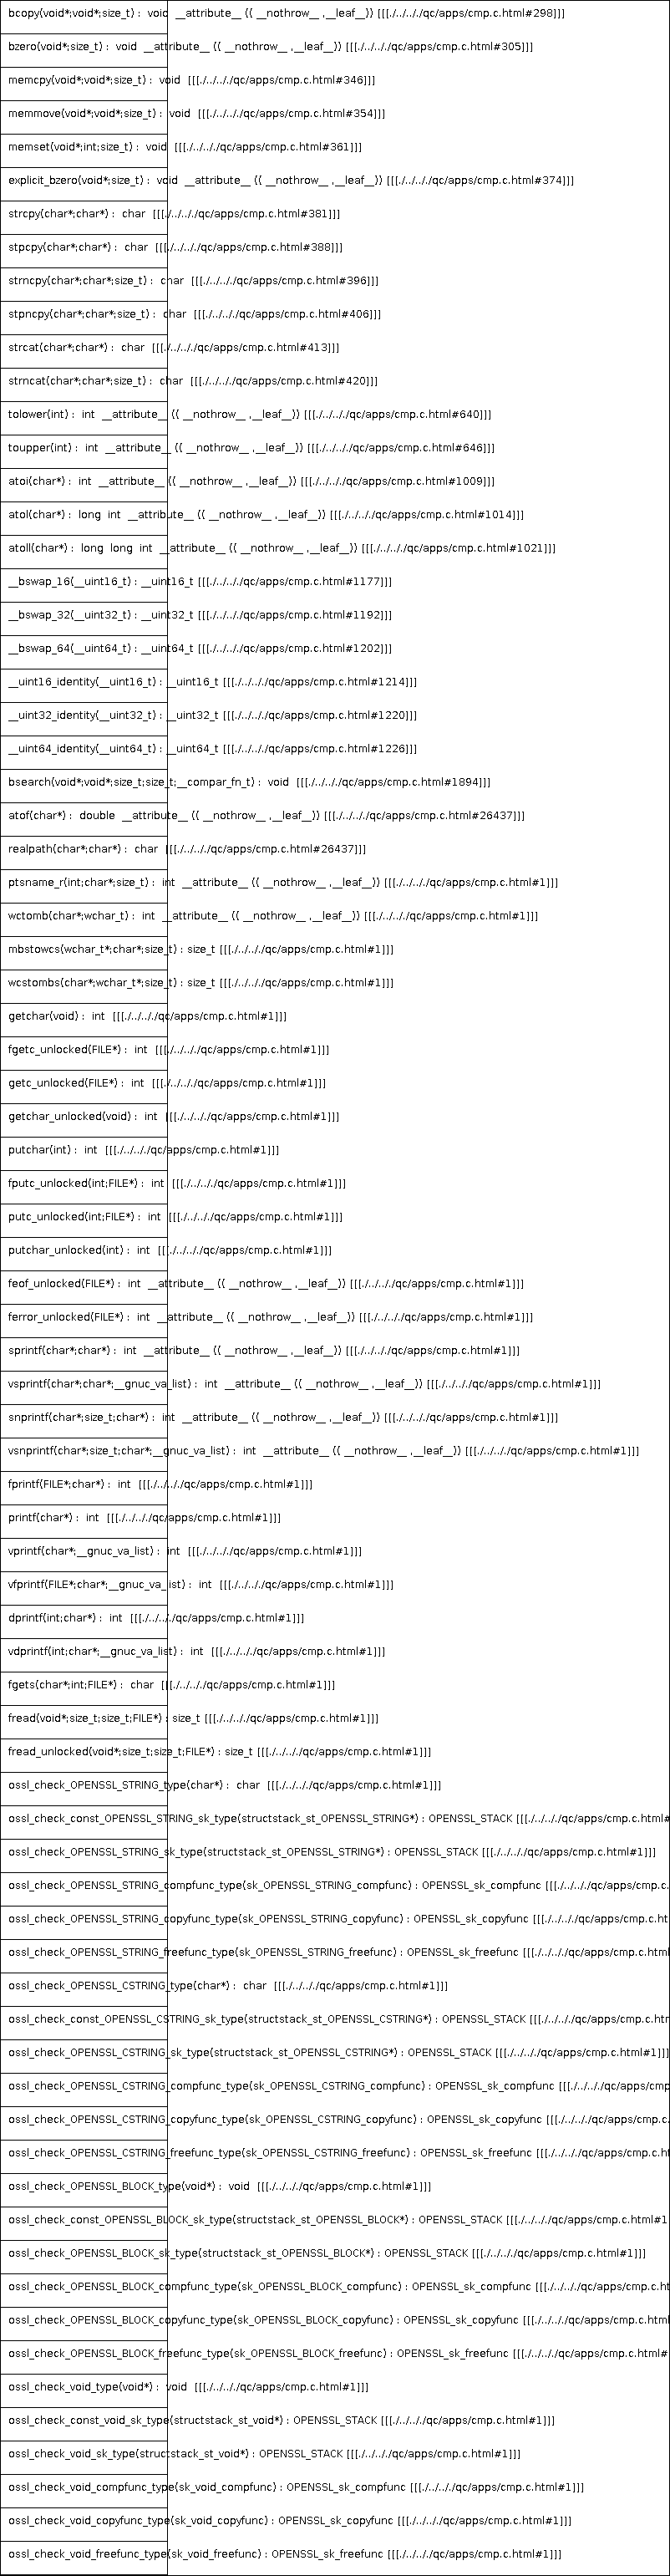 bcopy(void*;void*;size_t) : void __attribute__ (( __nothrow__ ,__leaf__)) [[[./../.././qc/apps/cmp.c.html#298]]]
bzero(void*;size_t) : void __attribute__ (( __nothrow__ ,__leaf__)) [[[./../.././qc/apps/cmp.c.html#305]]]
memcpy(void*;void*;size_t) : void [[[./../.././qc/apps/cmp.c.html#346]]]
memmove(void*;void*;size_t) : void [[[./../.././qc/apps/cmp.c.html#354]]]
memset(void*;int;size_t) : void [[[./../.././qc/apps/cmp.c.html#361]]]
explicit_bzero(void*;size_t) : void __attribute__ (( __nothrow__ ,__leaf__)) [[[./../.././qc/apps/cmp.c.html#374]]]
strcpy(char*;char*) : char [[[./../.././qc/apps/cmp.c.html#381]]]
stpcpy(char*;char*) : char [[[./../.././qc/apps/cmp.c.html#388]]]
strncpy(char*;char*;size_t) : char [[[./../.././qc/apps/cmp.c.html#396]]]
stpncpy(char*;char*;size_t) : char [[[./../.././qc/apps/cmp.c.html#406]]]
strcat(char*;char*) : char [[[./../.././qc/apps/cmp.c.html#413]]]
strncat(char*;char*;size_t) : char [[[./../.././qc/apps/cmp.c.html#420]]]
tolower(int) : int __attribute__ (( __nothrow__ ,__leaf__)) [[[./../.././qc/apps/cmp.c.html#640]]]
toupper(int) : int __attribute__ (( __nothrow__ ,__leaf__)) [[[./../.././qc/apps/cmp.c.html#646]]]
atoi(char*) : int __attribute__ (( __nothrow__ ,__leaf__)) [[[./../.././qc/apps/cmp.c.html#1009]]]
atol(char*) : long int __attribute__ (( __nothrow__ ,__leaf__)) [[[./../.././qc/apps/cmp.c.html#1014]]]
atoll(char*) : long long int __attribute__ (( __nothrow__ ,__leaf__)) [[[./../.././qc/apps/cmp.c.html#1021]]]
__bswap_16(__uint16_t) : __uint16_t [[[./../.././qc/apps/cmp.c.html#1177]]]
__bswap_32(__uint32_t) : __uint32_t [[[./../.././qc/apps/cmp.c.html#1192]]]
__bswap_64(__uint64_t) : __uint64_t [[[./../.././qc/apps/cmp.c.html#1202]]]
__uint16_identity(__uint16_t) : __uint16_t [[[./../.././qc/apps/cmp.c.html#1214]]]
__uint32_identity(__uint32_t) : __uint32_t [[[./../.././qc/apps/cmp.c.html#1220]]]
__uint64_identity(__uint64_t) : __uint64_t [[[./../.././qc/apps/cmp.c.html#1226]]]
bsearch(void*;void*;size_t;size_t;__compar_fn_t) : void [[[./../.././qc/apps/cmp.c.html#1894]]]
atof(char*) : double __attribute__ (( __nothrow__ ,__leaf__)) [[[./../.././qc/apps/cmp.c.html#26437]]]
realpath(char*;char*) : char [[[./../.././qc/apps/cmp.c.html#26437]]]
ptsname_r(int;char*;size_t) : int __attribute__ (( __nothrow__ ,__leaf__)) [[[./../.././qc/apps/cmp.c.html#1]]]
wctomb(char*;wchar_t) : int __attribute__ (( __nothrow__ ,__leaf__)) [[[./../.././qc/apps/cmp.c.html#1]]]
mbstowcs(wchar_t*;char*;size_t) : size_t [[[./../.././qc/apps/cmp.c.html#1]]]
wcstombs(char*;wchar_t*;size_t) : size_t [[[./../.././qc/apps/cmp.c.html#1]]]
getchar(void) : int [[[./../.././qc/apps/cmp.c.html#1]]]
fgetc_unlocked(FILE*) : int [[[./../.././qc/apps/cmp.c.html#1]]]
getc_unlocked(FILE*) : int [[[./../.././qc/apps/cmp.c.html#1]]]
getchar_unlocked(void) : int [[[./../.././qc/apps/cmp.c.html#1]]]
putchar(int) : int [[[./../.././qc/apps/cmp.c.html#1]]]
fputc_unlocked(int;FILE*) : int [[[./../.././qc/apps/cmp.c.html#1]]]
putc_unlocked(int;FILE*) : int [[[./../.././qc/apps/cmp.c.html#1]]]
putchar_unlocked(int) : int [[[./../.././qc/apps/cmp.c.html#1]]]
feof_unlocked(FILE*) : int __attribute__ (( __nothrow__ ,__leaf__)) [[[./../.././qc/apps/cmp.c.html#1]]]
ferror_unlocked(FILE*) : int __attribute__ (( __nothrow__ ,__leaf__)) [[[./../.././qc/apps/cmp.c.html#1]]]
sprintf(char*;char*) : int __attribute__ (( __nothrow__ ,__leaf__)) [[[./../.././qc/apps/cmp.c.html#1]]]
vsprintf(char*;char*;__gnuc_va_list) : int __attribute__ (( __nothrow__ ,__leaf__)) [[[./../.././qc/apps/cmp.c.html#1]]]
snprintf(char*;size_t;char*) : int __attribute__ (( __nothrow__ ,__leaf__)) [[[./../.././qc/apps/cmp.c.html#1]]]
vsnprintf(char*;size_t;char*;__gnuc_va_list) : int __attribute__ (( __nothrow__ ,__leaf__)) [[[./../.././qc/apps/cmp.c.html#1]]]
fprintf(FILE*;char*) : int [[[./../.././qc/apps/cmp.c.html#1]]]
printf(char*) : int [[[./../.././qc/apps/cmp.c.html#1]]]
vprintf(char*;__gnuc_va_list) : int [[[./../.././qc/apps/cmp.c.html#1]]]
vfprintf(FILE*;char*;__gnuc_va_list) : int [[[./../.././qc/apps/cmp.c.html#1]]]
dprintf(int;char*) : int [[[./../.././qc/apps/cmp.c.html#1]]]
vdprintf(int;char*;__gnuc_va_list) : int [[[./../.././qc/apps/cmp.c.html#1]]]
fgets(char*;int;FILE*) : char [[[./../.././qc/apps/cmp.c.html#1]]]
fread(void*;size_t;size_t;FILE*) : size_t [[[./../.././qc/apps/cmp.c.html#1]]]
fread_unlocked(void*;size_t;size_t;FILE*) : size_t [[[./../.././qc/apps/cmp.c.html#1]]]
ossl_check_OPENSSL_STRING_type(char*) : char [[[./../.././qc/apps/cmp.c.html#1]]]
ossl_check_const_OPENSSL_STRING_sk_type(structstack_st_OPENSSL_STRING*) : OPENSSL_STACK [[[./../.././qc/apps/cmp.c.html#
ossl_check_OPENSSL_STRING_sk_type(structstack_st_OPENSSL_STRING*) : OPENSSL_STACK [[[./../.././qc/apps/cmp.c.html#1]]]
ossl_check_OPENSSL_STRING_compfunc_type(sk_OPENSSL_STRING_compfunc) : OPENSSL_sk_compfunc [[[./../.././qc/apps/cmp.c.
ossl_check_OPENSSL_STRING_copyfunc_type(sk_OPENSSL_STRING_copyfunc) : OPENSSL_sk_copyfunc [[[./../.././qc/apps/cmp.c.ht
ossl_check_OPENSSL_STRING_freefunc_type(sk_OPENSSL_STRING_freefunc) : OPENSSL_sk_freefunc [[[./../.././qc/apps/cmp.c.html
ossl_check_OPENSSL_CSTRING_type(char*) : char [[[./../.././qc/apps/cmp.c.html#1]]]
ossl_check_const_OPENSSL_CSTRING_sk_type(structstack_st_OPENSSL_CSTRING*) : OPENSSL_STACK [[[./../.././qc/apps/cmp.c.htm
ossl_check_OPENSSL_CSTRING_sk_type(structstack_st_OPENSSL_CSTRING*) : OPENSSL_STACK [[[./../.././qc/apps/cmp.c.html#1]]]
ossl_check_OPENSSL_CSTRING_compfunc_type(sk_OPENSSL_CSTRING_compfunc) : OPENSSL_sk_compfunc [[[./../.././qc/apps/cmp
ossl_check_OPENSSL_CSTRING_copyfunc_type(sk_OPENSSL_CSTRING_copyfunc) : OPENSSL_sk_copyfunc [[[./../.././qc/apps/cmp.c.
ossl_check_OPENSSL_CSTRING_freefunc_type(sk_OPENSSL_CSTRING_freefunc) : OPENSSL_sk_freefunc [[[./../.././qc/apps/cmp.c.ht
ossl_check_OPENSSL_BLOCK_type(void*) : void [[[./../.././qc/apps/cmp.c.html#1]]]
ossl_check_const_OPENSSL_BLOCK_sk_type(structstack_st_OPENSSL_BLOCK*) : OPENSSL_STACK [[[./../.././qc/apps/cmp.c.html#1
ossl_check_OPENSSL_BLOCK_sk_type(structstack_st_OPENSSL_BLOCK*) : OPENSSL_STACK [[[./../.././qc/apps/cmp.c.html#1]]]
ossl_check_OPENSSL_BLOCK_compfunc_type(sk_OPENSSL_BLOCK_compfunc) : OPENSSL_sk_compfunc [[[./../.././qc/apps/cmp.c.ht
ossl_check_OPENSSL_BLOCK_copyfunc_type(sk_OPENSSL_BLOCK_copyfunc) : OPENSSL_sk_copyfunc [[[./../.././qc/apps/cmp.c.html
ossl_check_OPENSSL_BLOCK_freefunc_type(sk_OPENSSL_BLOCK_freefunc) : OPENSSL_sk_freefunc [[[./../.././qc/apps/cmp.c.html#
ossl_check_void_type(void*) : void [[[./../.././qc/apps/cmp.c.html#1]]]
ossl_check_const_void_sk_type(structstack_st_void*) : OPENSSL_STACK [[[./../.././qc/apps/cmp.c.html#1]]]
ossl_check_void_sk_type(structstack_st_void*) : OPENSSL_STACK [[[./../.././qc/apps/cmp.c.html#1]]]
ossl_check_void_compfunc_type(sk_void_compfunc) : OPENSSL_sk_compfunc [[[./../.././qc/apps/cmp.c.html#1]]]
ossl_check_void_copyfunc_type(sk_void_copyfunc) : OPENSSL_sk_copyfunc [[[./../.././qc/apps/cmp.c.html#1]]]
ossl_check_void_freefunc_type(sk_void_freefunc) : OPENSSL_sk_freefunc [[[./../.././qc/apps/cmp.c.html#1]]]